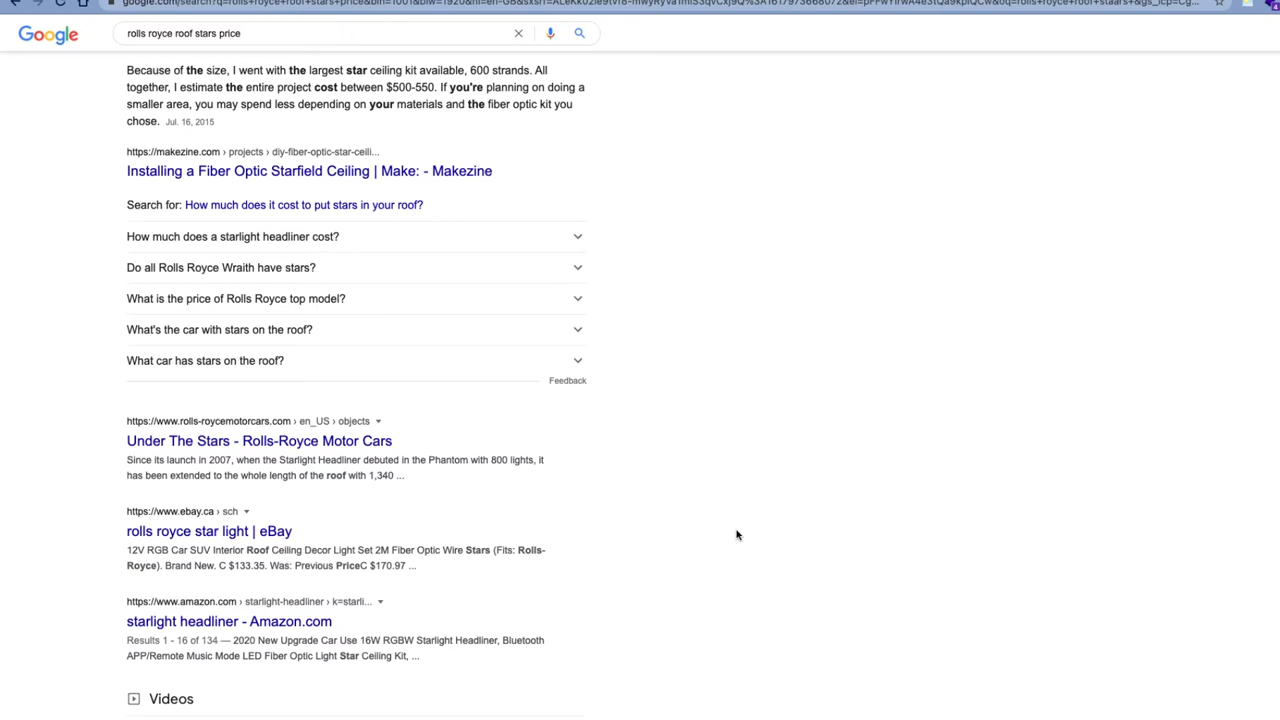 Google
rolls royce roof stars price
Because of the size, I went with the largest star ceiling kit available, 600 strands. All
together, I estimate the entire project cost between $500-550. If you're planning on doing a
smaller area, you may spend less depending on your materials and the fiber optic kit you
chose. Jul. 16, 2015
https://makezine.com › projects › diy-fiber-optic-star-ceili...
Installing a Fiber Optic Starfield Ceiling | Make: - Makezine
Search for: How much does it cost to put stars in your roof?
How much does a starlight headliner cost?
Do all Rolls Royce Wraith have stars?
What is the price of Rolls Royce top model?
What's the car with stars on the roof?
What car has stars on the roof?
Feedback
https://www.rolls-roycemotorcars.com › en_US › objects
Under The Stars - Rolls-Royce Motor Cars
Since its launch in 2007, when the Starlight Headliner debuted in the Phantom with 800 lights, it
has been extended to the whole length of the roof with 1,340 ...
https://www.ebay.ca › sch
rolls royce star light | eBay
12V RGB Car SUV Interior Roof Ceiling Decor Light Set 2M Fiber Optic Wire Stars (Fits: Rolls-
Royce). Brand New. C $133.35. Was: Previous PriceC $170.97 ...
https://www.amazon.com › starlight-headliner › k=starli...
starlight headliner - Amazon.com
Results 1 - 16 of 134 — 2020 New Upgrade Car Use 16W RGBW Starlight Headliner, Bluetooth
APP/Remote Music Mode LED Fiber Optic Light Star Ceiling Kit, ...
Videos